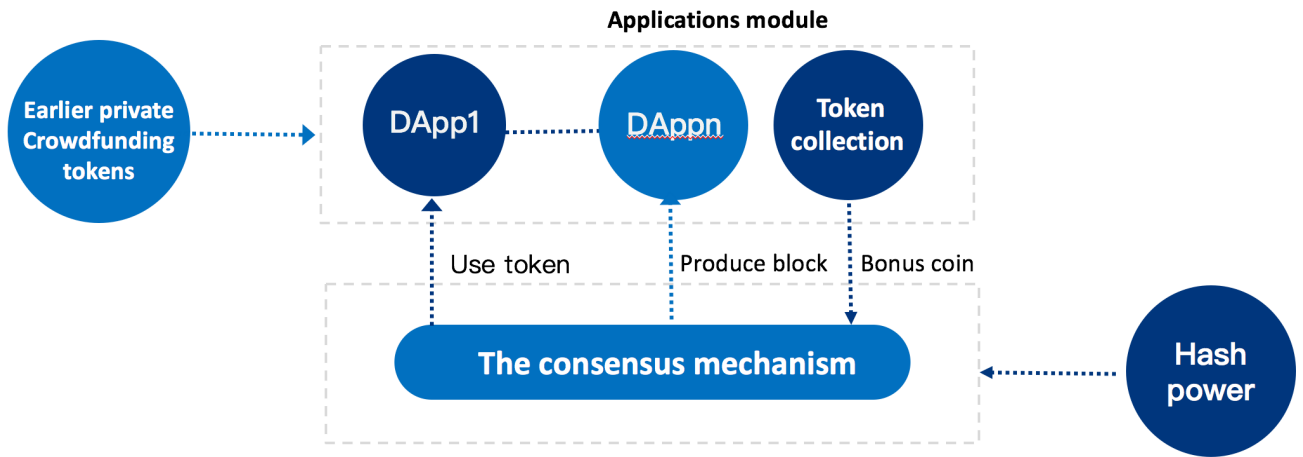 Applications module
Earlier private
Crowdfunding
tokens
DApp1
DAppn
Token
collection
Use token
Produce block
Bonus coin
The consensus mechanism
Hash
power